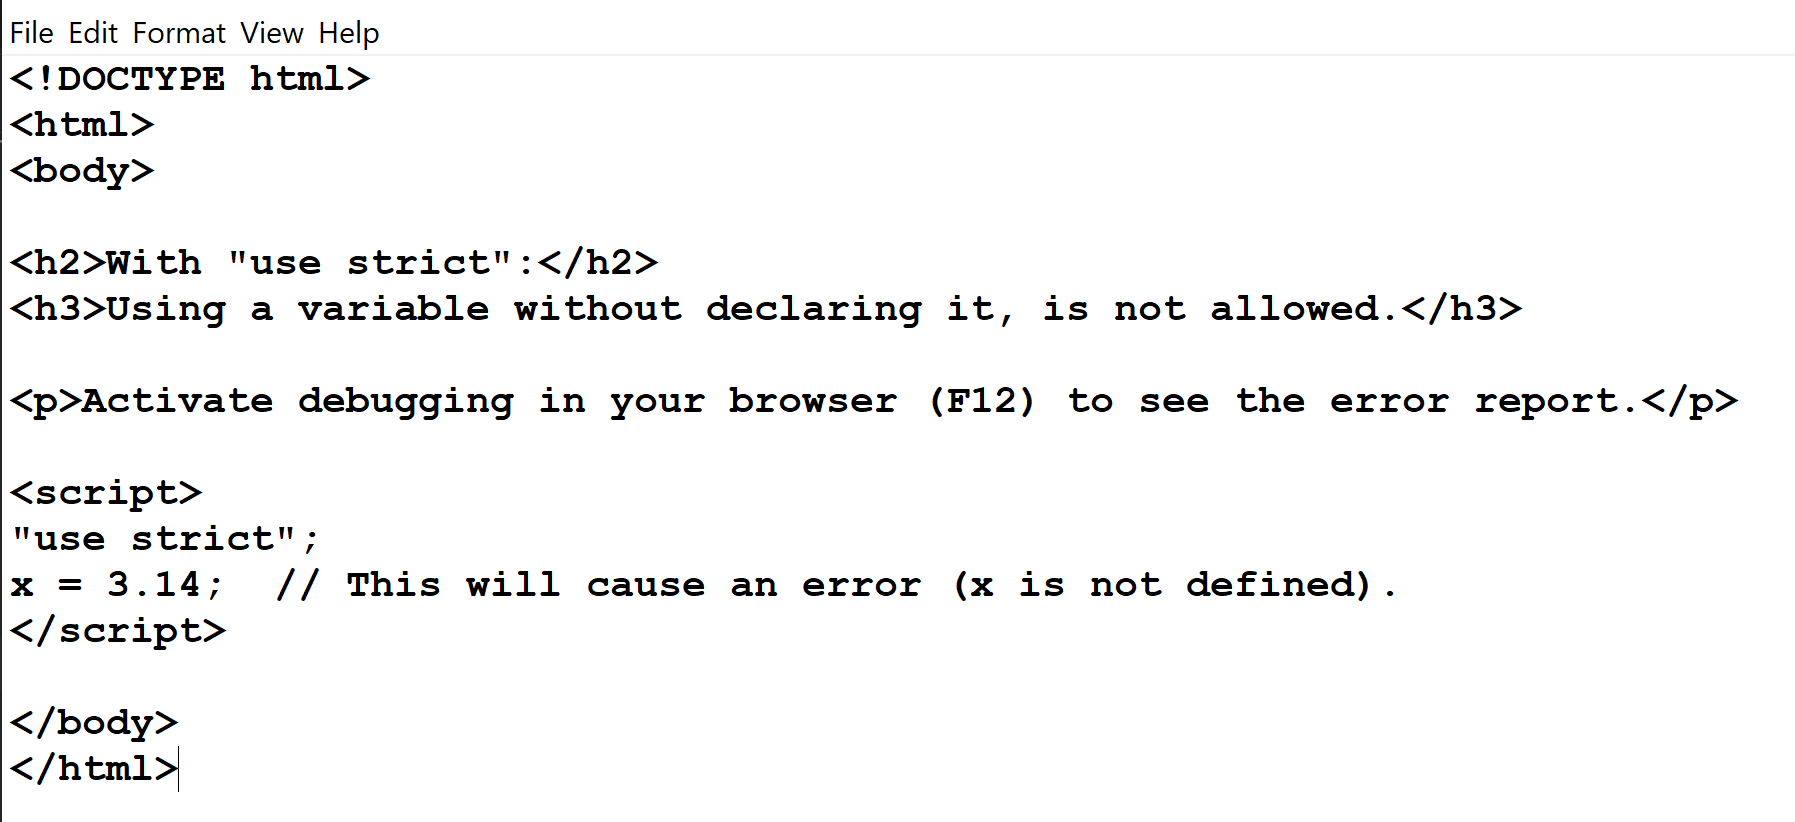 File Edit Format View Help
<!DOCTYPE html>
<html>
<body>
<h2>With "use strict":</h2>
<h3>Using a variable without declaring it, is not allowed.</h3>
<p>Activate debugging in your browser (F12) to see the error report.</p>
<script>
"use strict";
x = 3.14;  // This will cause an error (x is not defined).
</script>
</body>
</html>